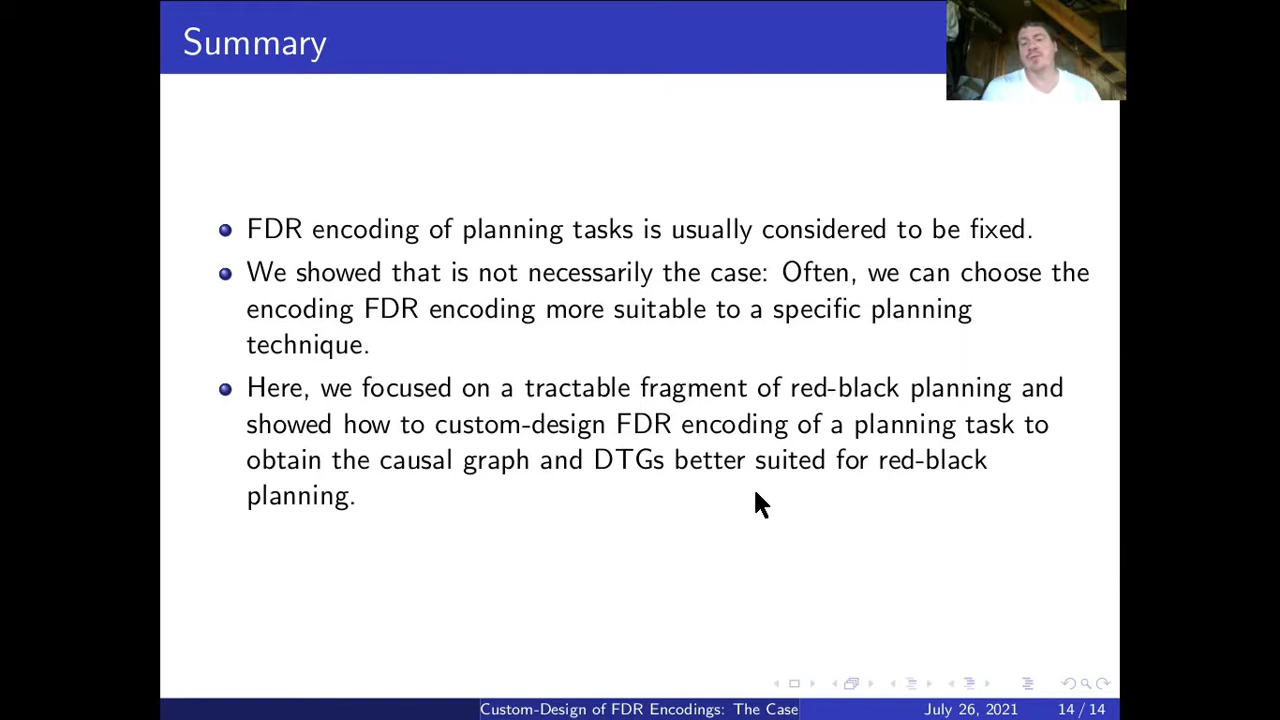 Summary
FDR encoding of planning tasks is usually considered to be fixed.
We showed that is not necessarily the case: Often, we can choose the
encoding FDR encoding more suitable to a specific planning
technique.
Here, we focused on a tractable fragment of red-black planning and
showed how to custom-design FDR encoding of a planning task to
obtain the causal graph and DTGs better suited for red-black
planning.
Custom-Design of FDR Encodings: The Case
July 26, 2021
14 / 14